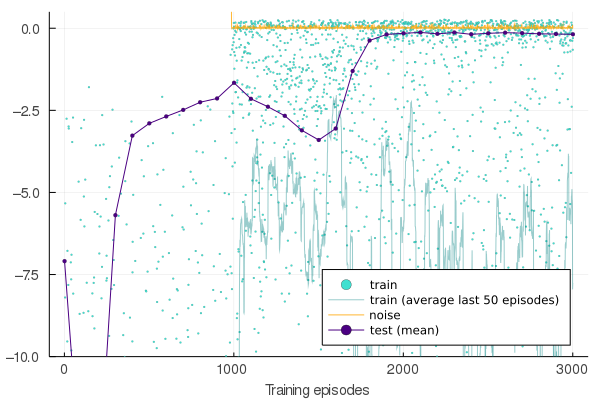 0.0
−2.5
−5.0
−7.5
−10.0
0
1000
2000
3000
Training episodes
train
train (average last 50 episodes)
noise
test (mean)